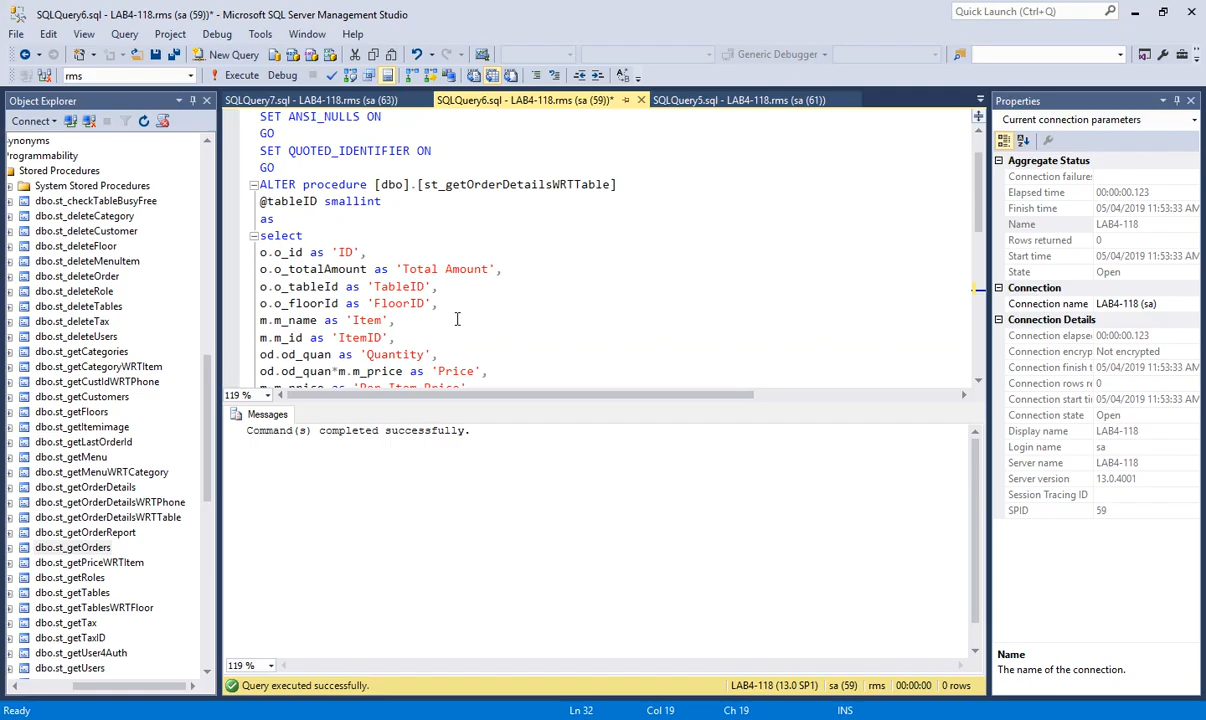 SQLQuery6.sql - LAB4-118.rms (sa (59))* - Microsoft SQL Server Management Studio
Quick Launch (Ctrl+Q)
File Edit View Query Project Debug Tools Window Help
New Query
Generic Debugger
rms
Execute Debug
Object Explorer
SQLQuery7.sql - LAB4-118.rms (sa (63)) SQLQuery6.sql - LAB4-118.rms (sa (59))* SQLQuery5.sql - LAB4-118.rms (sa (61))
Properties
Connect
Current connection parameters
ynonyms
rogrammability
Stored Procedures
System Stored Procedures
dbo.st_checkTableBusyFree
dbo.st_deleteCategory
dbo.st_deleteCustomer
dbo.st_deleteFloor
dbo.st_deleteMenuItem
dbo.st_deleteOrder
dbo.st_deleteRole
dbo.st_deleteTables
dbo.st_deleteTax
dbo.st_deleteUsers
dbo.st_getCategories
dbo.st_getCategoryWRTItem
dbo.st_getCustIdWRTPhone
dbo.st_getCustomers
dbo.st_getFloors
dbo.st_getItemimage
dbo.st_getLastOrderId
dbo.st_getMenu
dbo.st_getMenuWRTCategory
dbo.st_getOrderDetails
dbo.st_getOrderDetailsWRTPhone
dbo.st_getOrderDetailsWRTTable
dbo.st_getOrderReport
dbo.st_getOrders
dbo.st_getPriceWRTItem
dbo.st_getRoles
dbo.st_getTables
dbo.st_getTablesWRTFloor
dbo.st_getTax
dbo.st_getTaxID
dbo.st_getUser4Auth
dbo.st_getUsers
SET ANSI_NULLS ON
GO
SET QUOTED_IDENTIFIER ON
GO
ALTER procedure [dbo].[st_getOrderDetailsWRTTable]
@tableID smallint
as
select
o.o_id as 'ID',
o.o_totalAmount as 'Total Amount',
o.o_tableId as 'TableID',
o.o_floorId as 'FloorID',
m.m_name as 'Item',
m.m_id as 'ItemID',
od.od_quan as 'Quantity',
od.od_quan*m.m_price as 'Price',
m.m_price as 'Per Item Price'
119 %
Messages
Command(s) completed successfully.
119 %
Query executed successfully. LAB4-118 (13.0 SP1) sa (59) rms 00:00:00 0 rows
Aggregate Status
Connection failures
Elapsed time 00:00:00.123
Finish time 05/04/2019 11:53:33 AM
Name LAB4-118
Rows returned 0
Start time 05/04/2019 11:53:33 AM
State Open
Connection
Connection name LAB4-118 (sa)
Connection Details
Connection elapse 00:00:00.123
Connection encryp Not encrypted
Connection finish t 05/04/2019 11:53:33 AM
Connection rows r 0
Connection start ti 05/04/2019 11:53:33 AM
Connection state Open
Display name LAB4-118
Login name sa
Server name LAB4-118
Server version 13.0.4001
Session Tracing ID
SPID 59
Name
The name of the connection.
Ready Ln 32 Col 19 Ch 19 INS